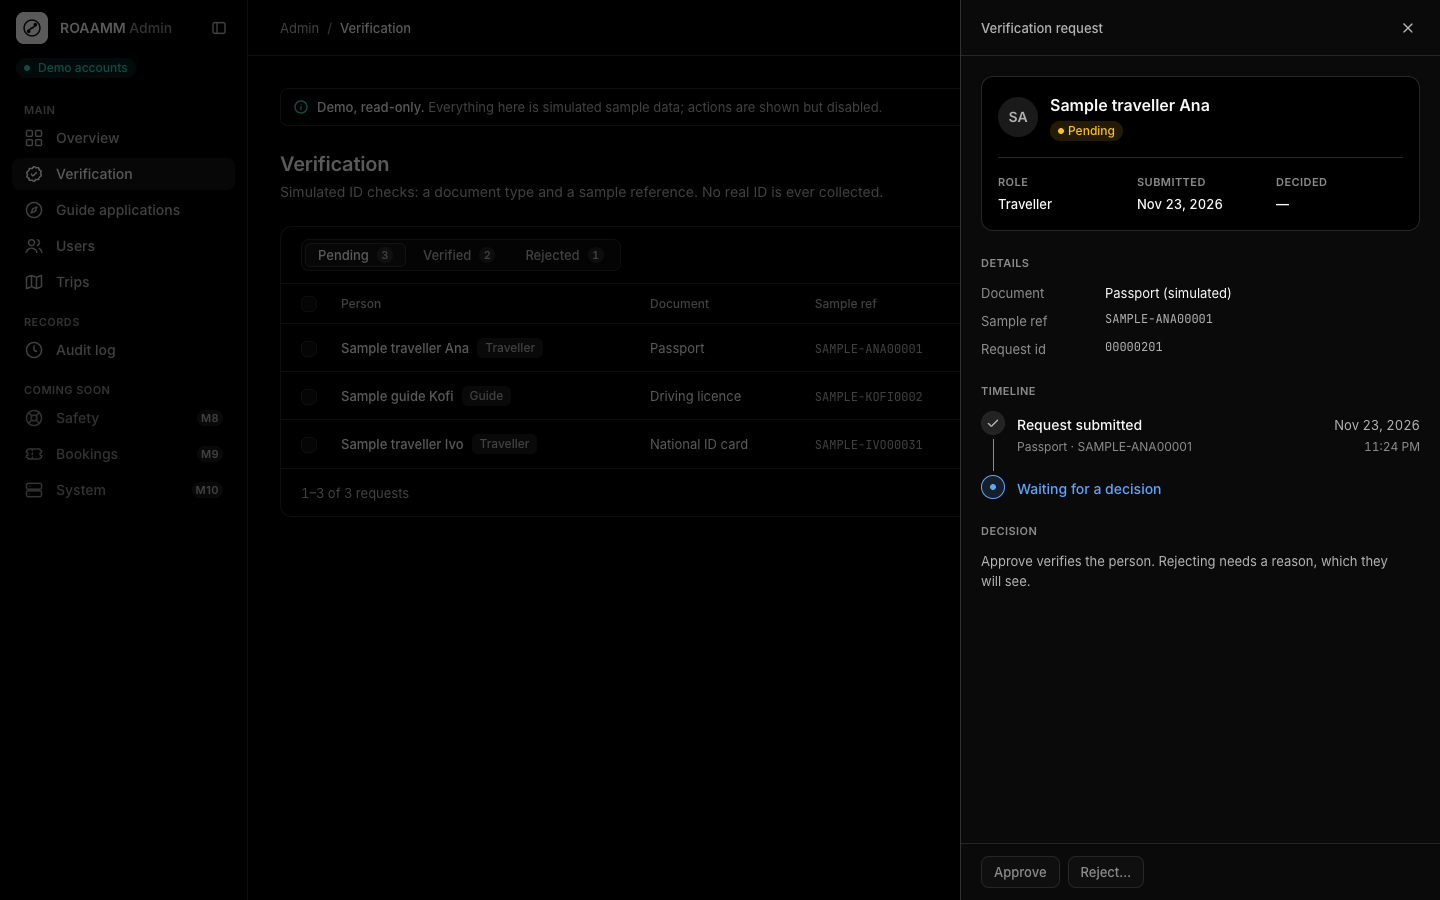 ROAAMM Admin
Demo accounts
MAIN
Overview
Verification
Guide applications
Users
Trips
RECORDS
Audit log
COMING SOON
Safety M8
Bookings M9
System M10
Admin / Verification
Demo, read-only. Everything here is simulated sample data; actions are shown but disabled.
Verification
Simulated ID checks: a document type and a sample reference. No real ID is ever collected.
Pending 3 Verified 2 Rejected 1
Person Document Sample ref
Sample traveller Ana Traveller Passport SAMPLE-ANA00001
Sample guide Kofi Guide Driving licence SAMPLE-KOFI0002
Sample traveller Ivo Traveller National ID card SAMPLE-IVO00031
1–3 of 3 requests
Verification request
SA
Sample traveller Ana
Pending
ROLE SUBMITTED DECIDED
Traveller Nov 23, 2026 —
DETAILS
Document Passport (simulated)
Sample ref SAMPLE-ANA00001
Request id 00000201
TIMELINE
Request submitted Nov 23, 2026
Passport · SAMPLE-ANA00001 11:24 PM
Waiting for a decision
DECISION
Approve verifies the person. Rejecting needs a reason, which they
will see.
Approve Reject...